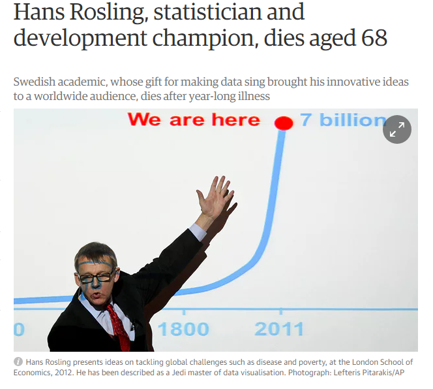 Hans Rosling, statistician and
development champion, dies aged 68
Swedish academic, whose gift for making data sing brought his innovative ideas
to a worldwide audience, dies after year-long illness
We are here 7 billion
0 1800 2011
Hans Rosling presents ideas on tackling global challenges such as disease and poverty, at the London School of
Economics, 2012. He has been described as a Jedi master of data visualisation. Photograph: Lefteris Pitarakis/AP